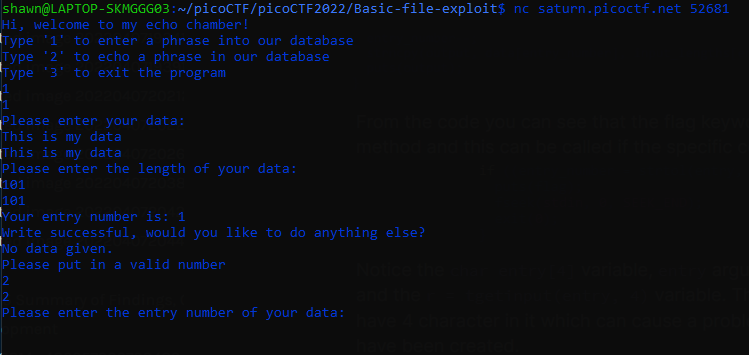 shawn@LAPTOP-SKMGGG03:~/picoCTF/picoCTF2022/Basic-file-exploit$ nc saturn.picoctf.net 52681
Hi, welcome to my echo chamber!
Type '1' to enter a phrase into our database
Type '2' to echo a phrase in our database
Type '3' to exit the program
1
1
Please enter your data:
This is my data
This is my data
Please enter the length of your data:
101
101
Your entry number is: 1
Write successful, would you like to do anything else?
No data given.
Please put in a valid number
2
2
Please enter the entry number of your data: